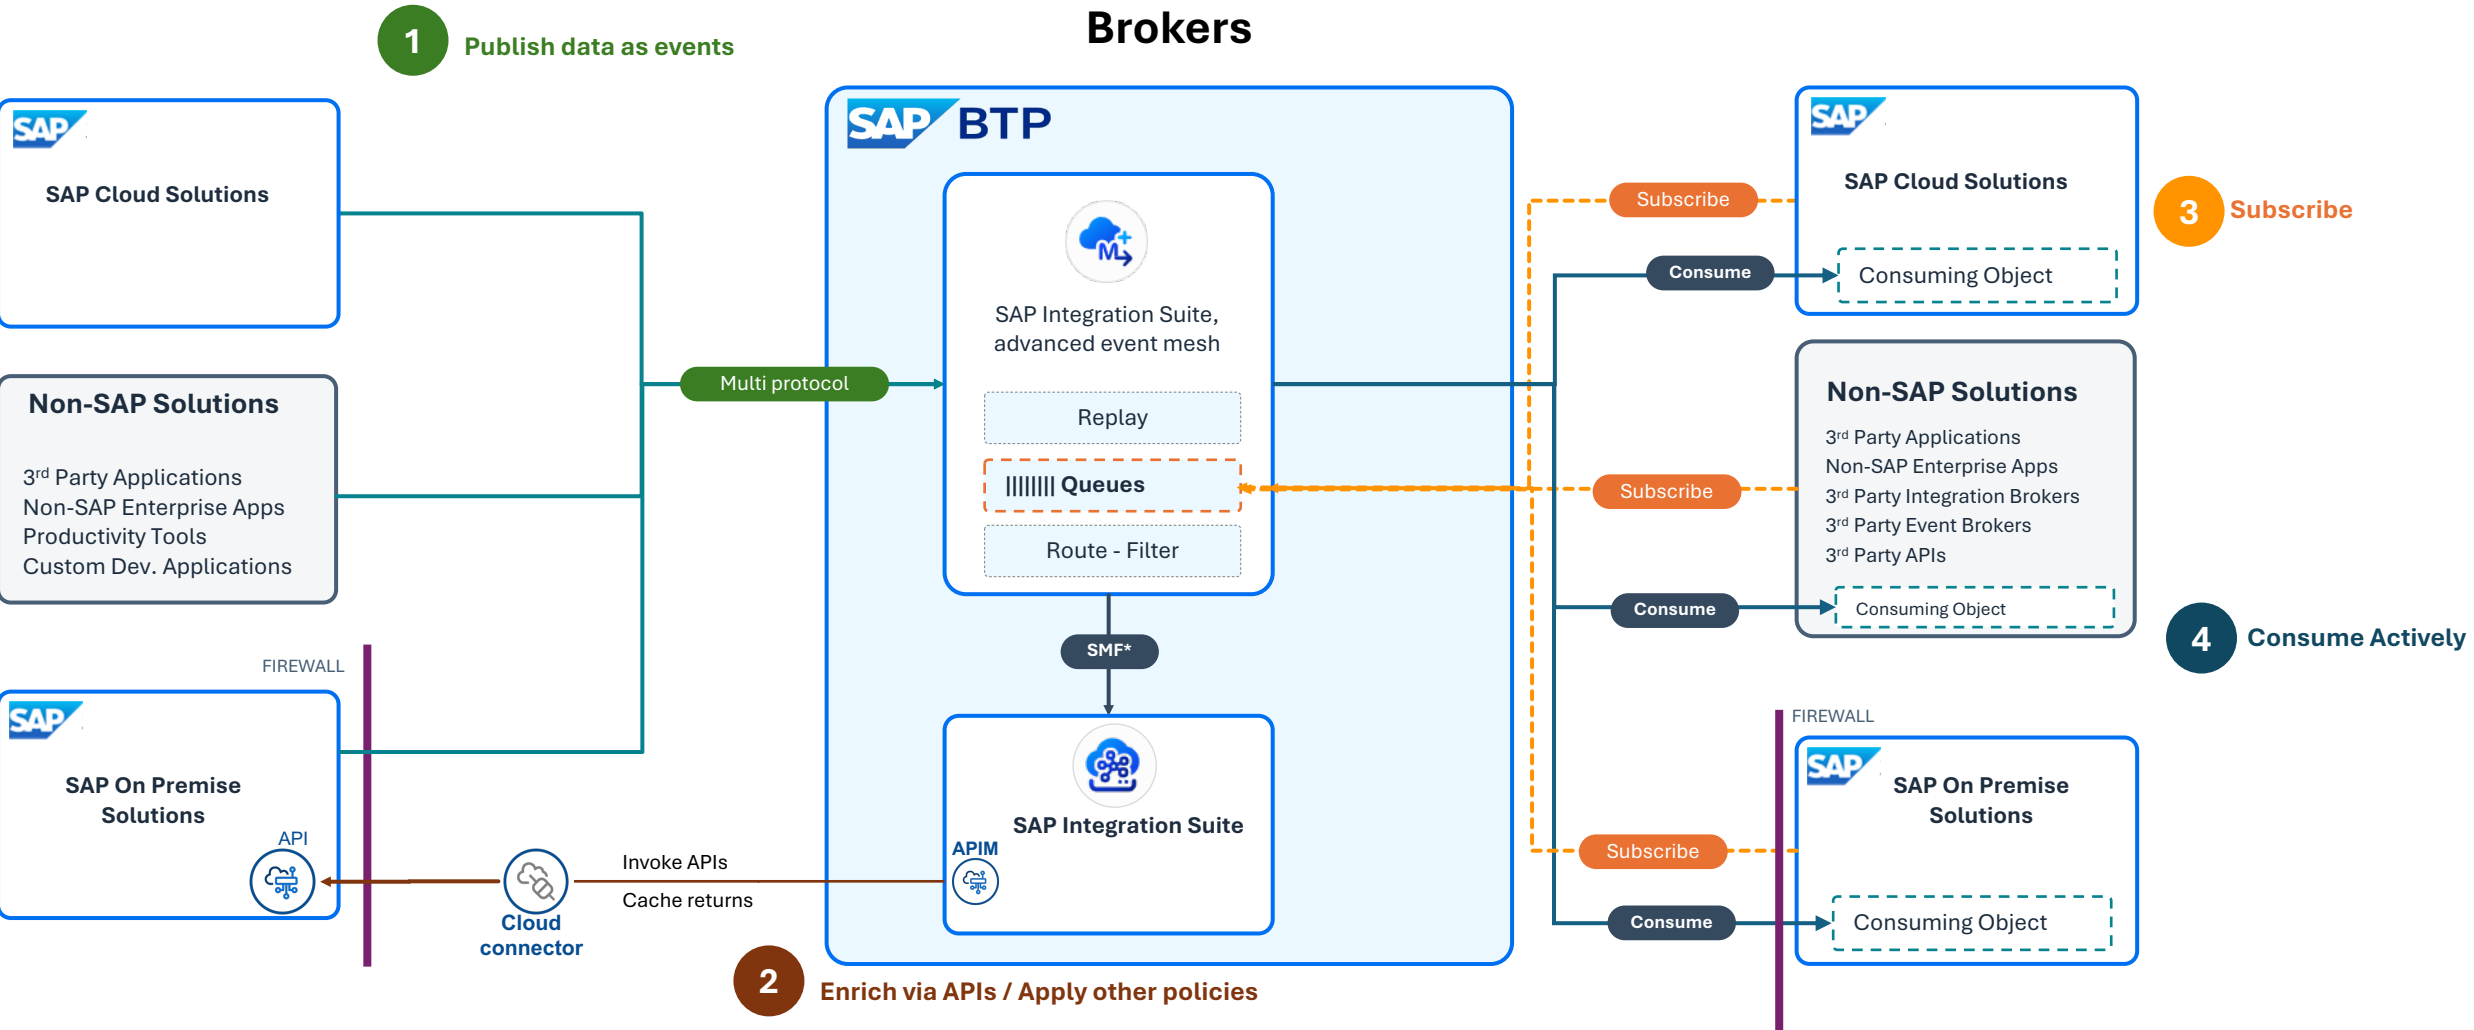 Brokers
1
Publish data as events
SAP
SAP Cloud Solutions
Non-SAP Solutions
3rd Party Applications
Non-SAP Enterprise Apps
Productivity Tools
Custom Dev. Applications
FIREWALL
SAP
SAP On Premise
Solutions
API
Cloud
connector
Invoke APIs
Cache returns
Multi protocol
SAP BTP
SAP Integration Suite,
advanced event mesh
Replay
|||||||| Queues
Route - Filter
SMF*
SAP Integration Suite
APIM
2
Enrich via APIs / Apply other policies
Subscribe
Consume
Subscribe
Consume
Subscribe
Consume
SAP
SAP Cloud Solutions
Consuming Object
3
Subscribe
Non-SAP Solutions
3rd Party Applications
Non-SAP Enterprise Apps
3rd Party Integration Brokers
3rd Party Event Brokers
3rd Party APIs
Consuming Object
4
Consume Actively
FIREWALL
SAP
SAP On Premise
Solutions
Consuming Object